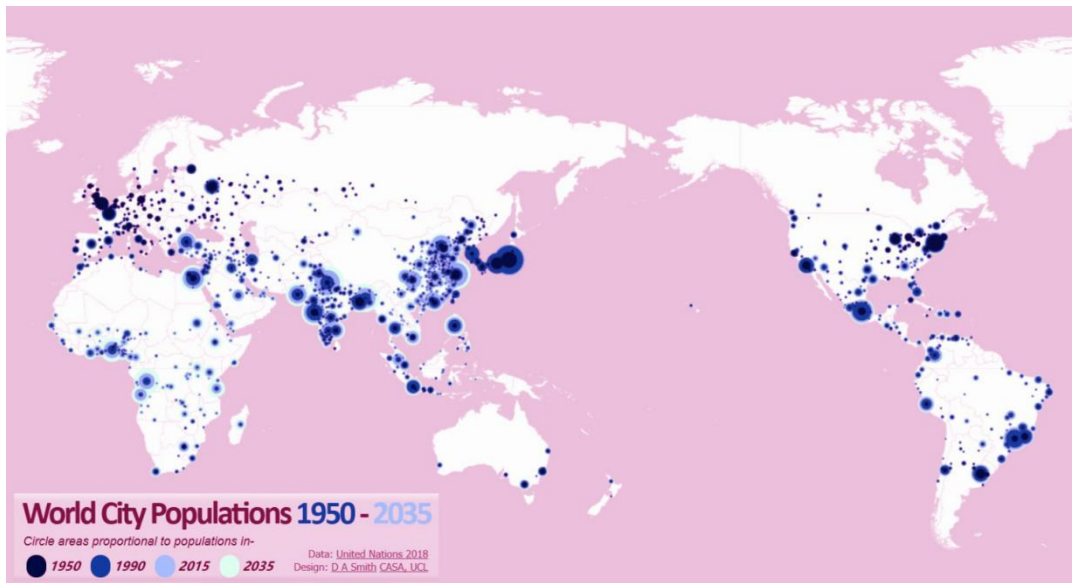 World City Populations 1950 - 2035
Circle areas proportional to populations in-
1950 1990 2015 2035
Data: United Nations 2018
Design: D A Smith CASA, UCL